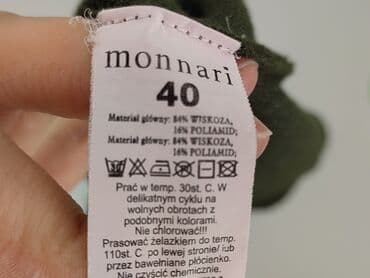 monnari
40
Materiał główny: 84% WISKOZA,
16% POLIAMID;
Materiał główny: 84% WISKOZA,
16% POLIAMID;
Prać w temp. 30st. C. W
delikatnym cyklu na
wolnych obrotach z
podobnymi kolorami.
Nie chlorować!!!
Prasować żelazkiem do temp.
110st. C. po lewej stronie/ lub
przez bawełniane płócienko.
Nie czyścić chemicznie.